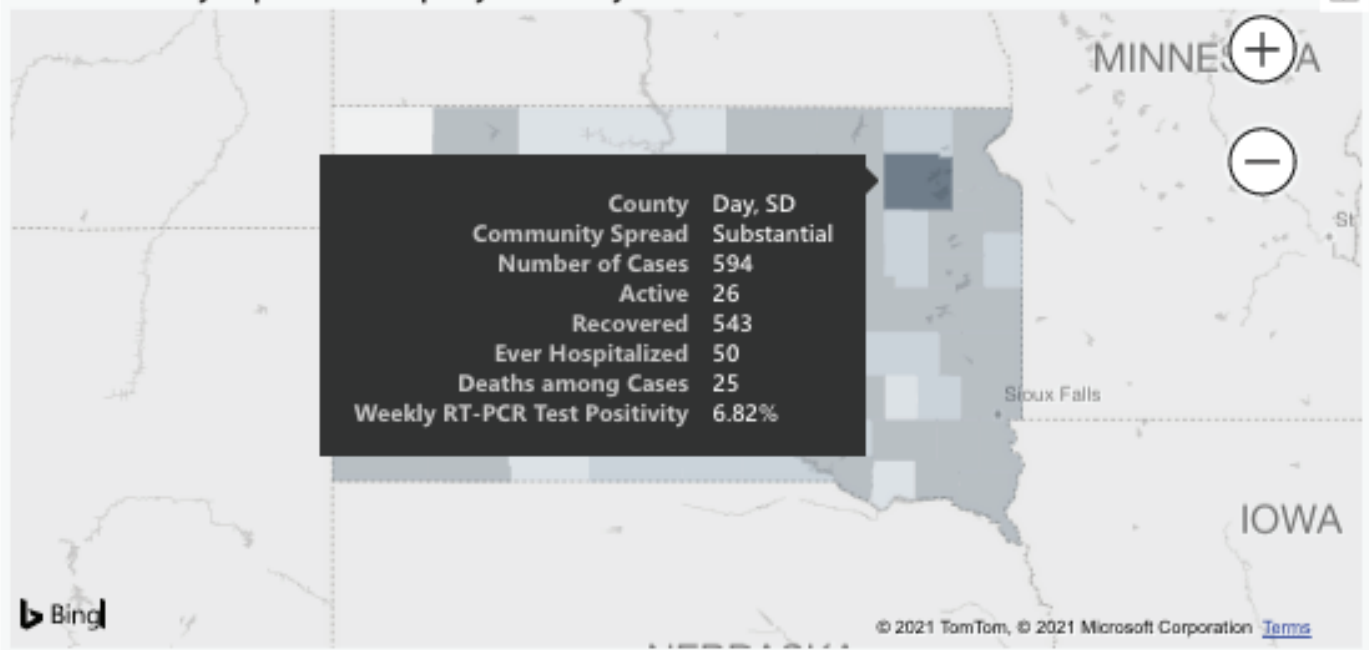 MINNES A
+
−
County Day, SD
Community Spread Substantial
Number of Cases 594
Active 26
Recovered 543
Ever Hospitalized 50
Deaths among Cases 25
Weekly RT-PCR Test Positivity 6.82%
St
Sioux Falls
IOWA
Bing
© 2021 TomTom, © 2021 Microsoft Corporation Terms